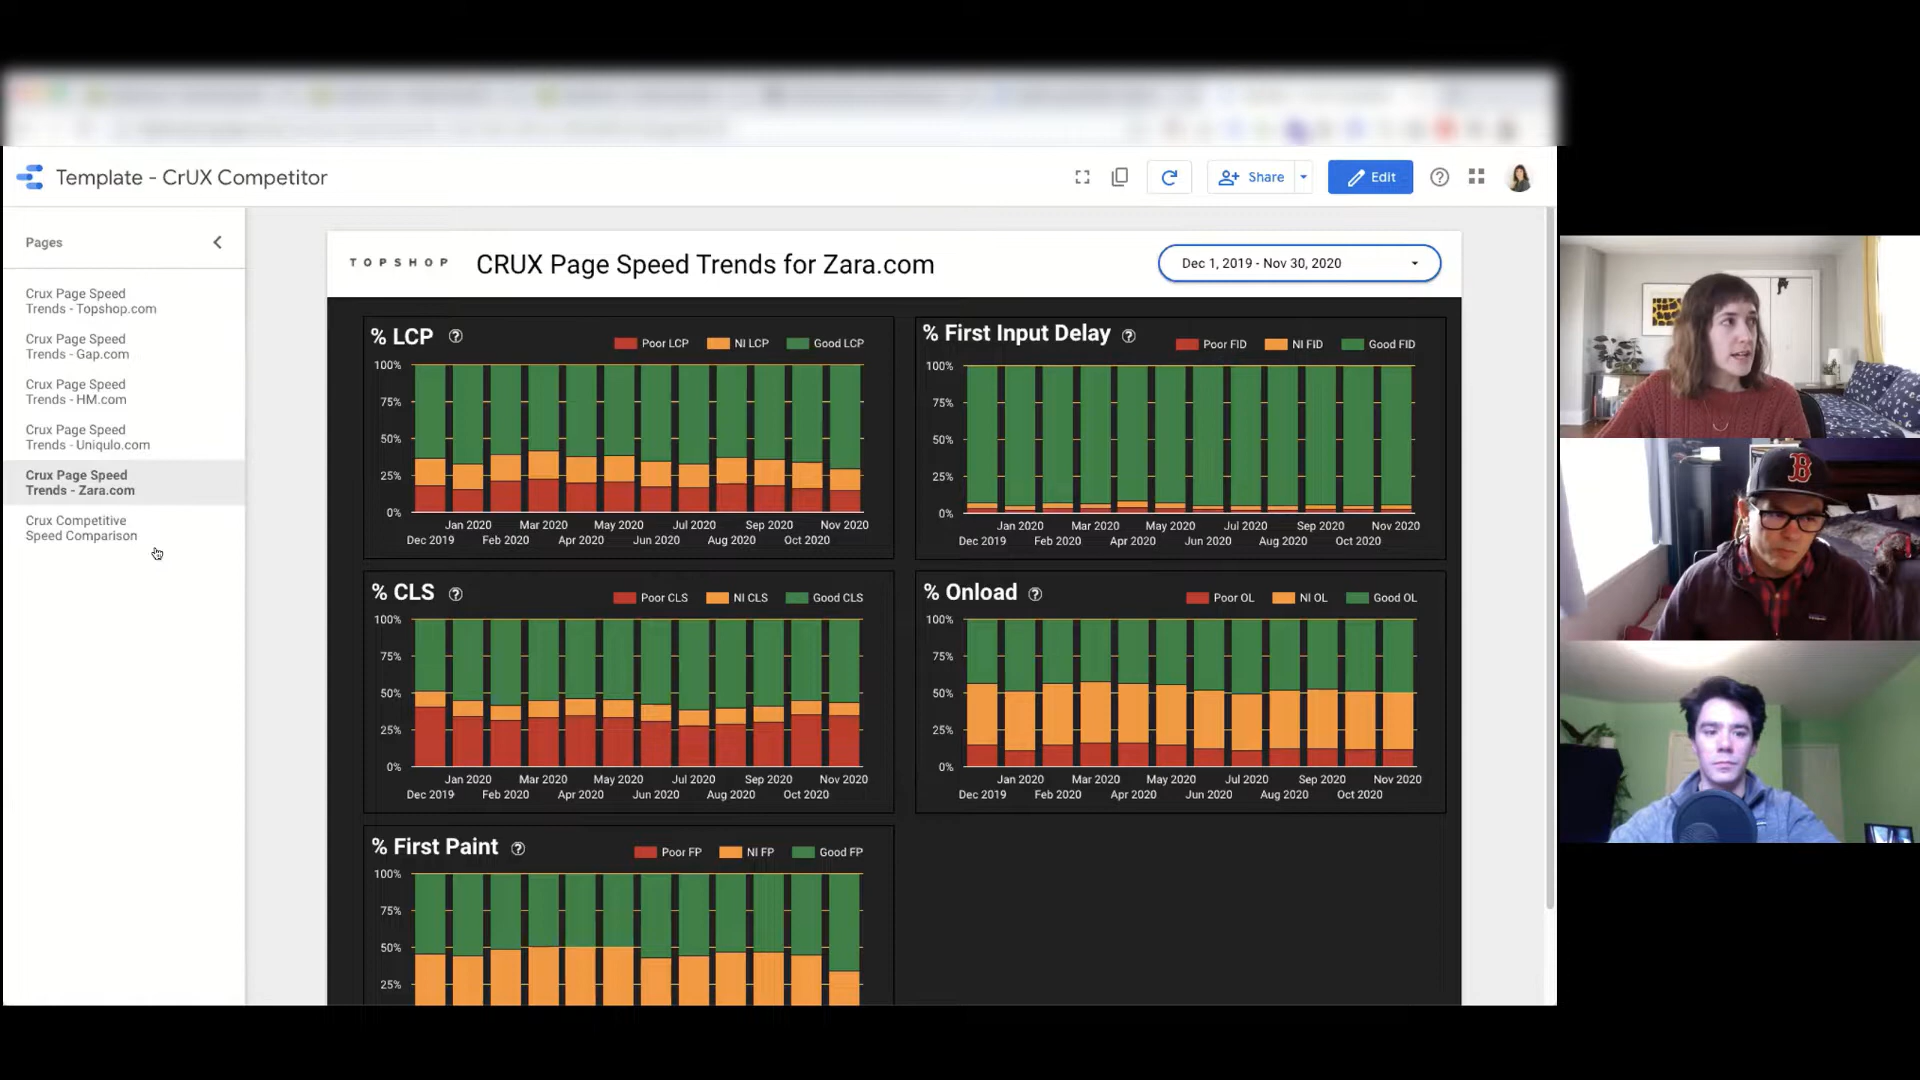 Template - CrUX Competitor
Share
Edit
Pages
Crux Page Speed
Trends - Topshop.com
Crux Page Speed
Trends - Gap.com
Crux Page Speed
Trends - HM.com
Crux Page Speed
Trends - Uniqulo.com
Crux Page Speed
Trends - Zara.com
Crux Competitive
Speed Comparison
TOPSHOP
CRUX Page Speed Trends for Zara.com
Dec 1, 2019 - Nov 30, 2020
% LCP
Poor LCP NI LCP Good LCP
100%
75%
50%
25%
0%
Jan 2020 Mar 2020 May 2020 Jul 2020 Sep 2020 Nov 2020
Dec 2019 Feb 2020 Apr 2020 Jun 2020 Aug 2020 Oct 2020
% First Input Delay
Poor FID NI FID Good FID
100%
75%
50%
25%
0%
Jan 2020 Mar 2020 May 2020 Jul 2020 Sep 2020 Nov 2020
Dec 2019 Feb 2020 Apr 2020 Jun 2020 Aug 2020 Oct 2020
% CLS
Poor CLS NI CLS Good CLS
100%
75%
50%
25%
0%
Jan 2020 Mar 2020 May 2020 Jul 2020 Sep 2020 Nov 2020
Dec 2019 Feb 2020 Apr 2020 Jun 2020 Aug 2020 Oct 2020
% Onload
Poor OL NI OL Good OL
100%
75%
50%
25%
0%
Jan 2020 Mar 2020 May 2020 Jul 2020 Sep 2020 Nov 2020
Dec 2019 Feb 2020 Apr 2020 Jun 2020 Aug 2020 Oct 2020
% First Paint
Poor FP NI FP Good FP
100%
75%
50%
25%
B